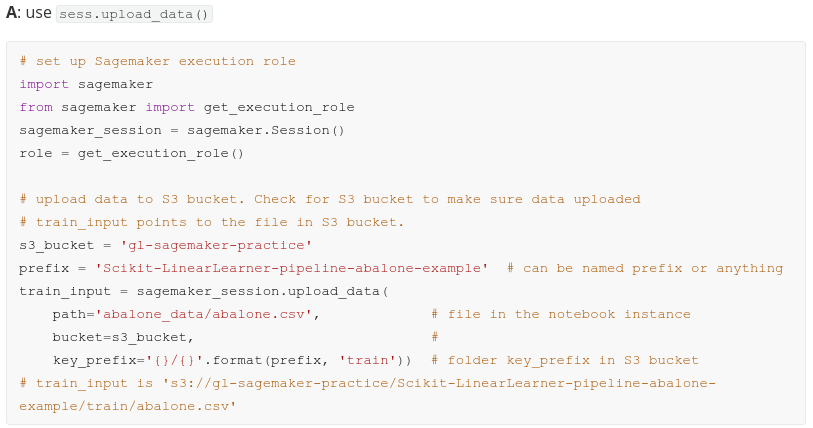 A: use sess.upload_data()
# set up Sagemaker execution role
import sagemaker
from sagemaker import get_execution_role
sagemaker_session = sagemaker.Session()
role = get_execution_role()

# upload data to S3 bucket. Check for S3 bucket to make sure data uploaded
# train_input points to the file in S3 bucket.
s3_bucket = 'gl-sagemaker-practice'
prefix = 'Scikit-LinearLearner-pipeline-abalone-example'  # can be named prefix or anything
train_input = sagemaker_session.upload_data(
    path='abalone_data/abalone.csv',             # file in the notebook instance
    bucket=s3_bucket,                            #
    key_prefix='{}/{}'.format(prefix, 'train'))  # folder key_prefix in S3 bucket
# train_input is 's3://gl-sagemaker-practice/Scikit-LinearLearner-pipeline-abalone-
example/train/abalone.csv'